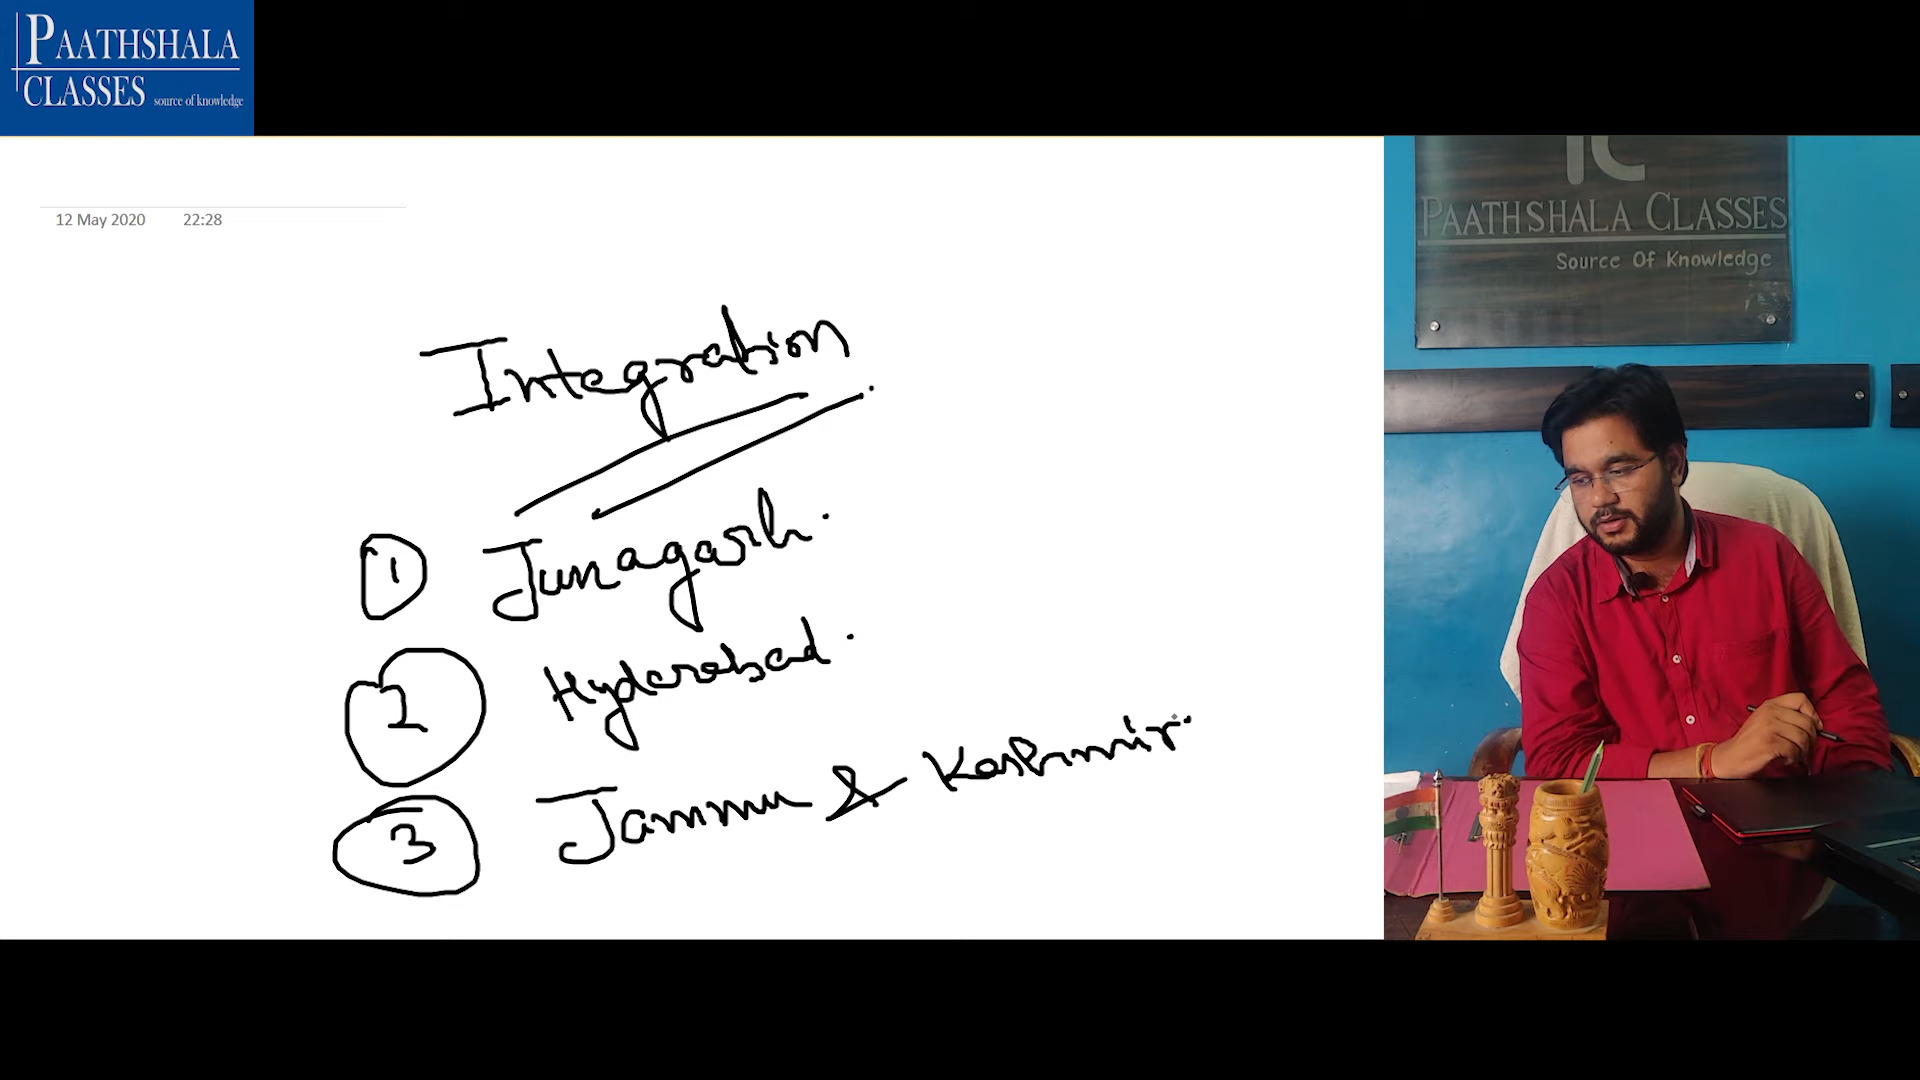 PAATHSHALA
CLASSES source of knowledge
12 May 2020 22:28
Integration
1 Junagarh.
2 Hyderabad.
3 Jammu & Kashmir.
PAATHSHALA CLASSES
Source Of Knowledge